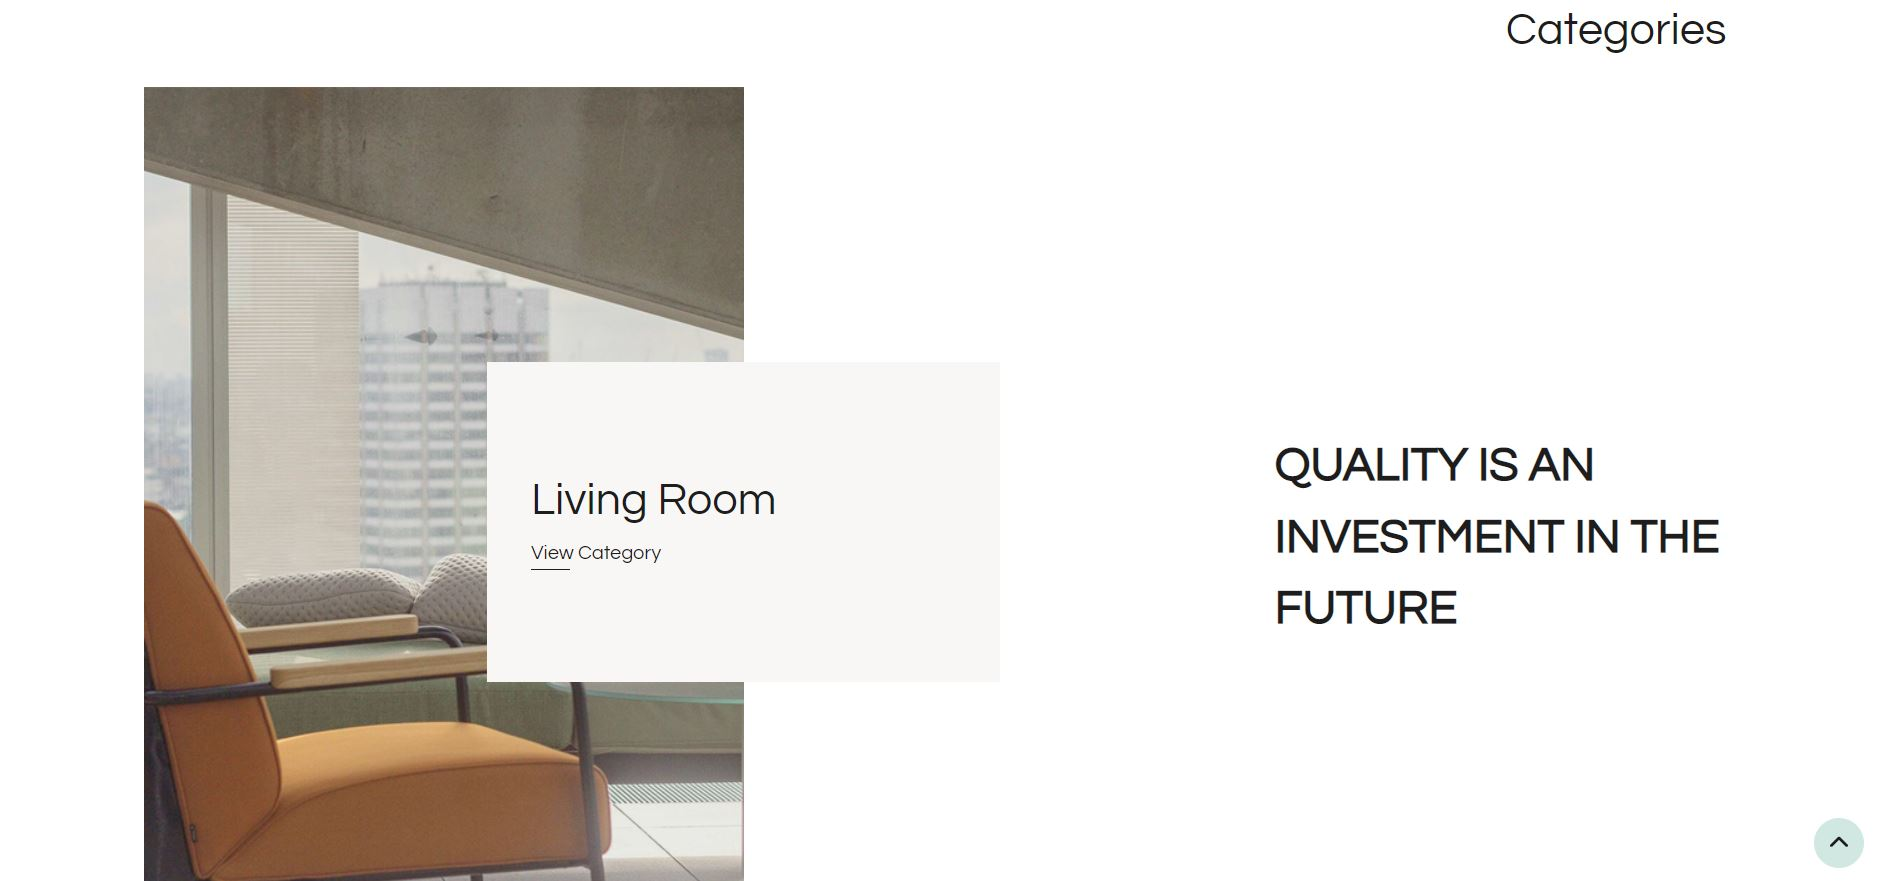 Categories
Living Room
View Category
QUALITY IS AN
INVESTMENT IN THE
FUTURE